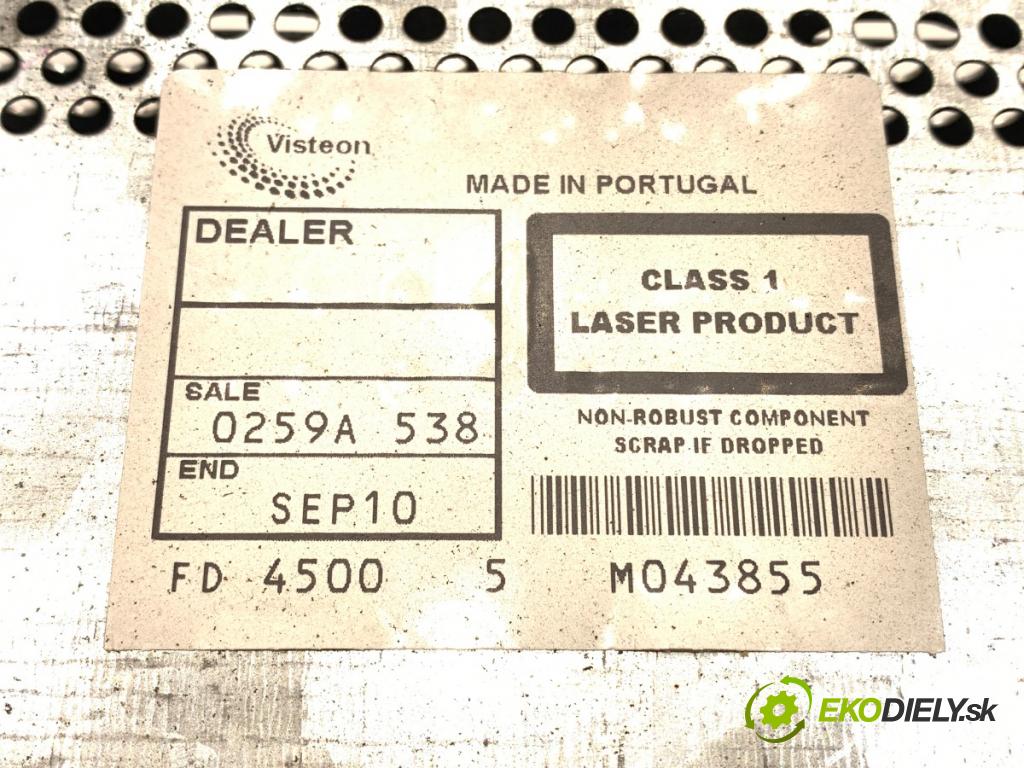 Visteon
MADE IN PORTUGAL
DEALER
CLASS 1
LASER PRODUCT
SALE
0259A 538
NON-ROBUST COMPONENT
SCRAP IF DROPPED
END
SEP10
FD 4500 5 M043855
EKODIELY.sk